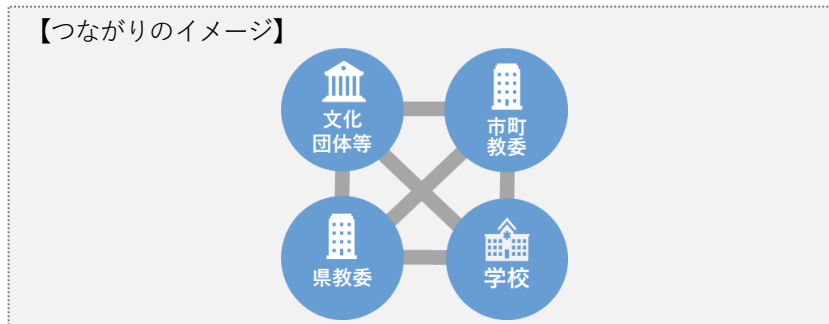 【つながりのイメージ】
文化
団体等
市町
教委
県教委
学校